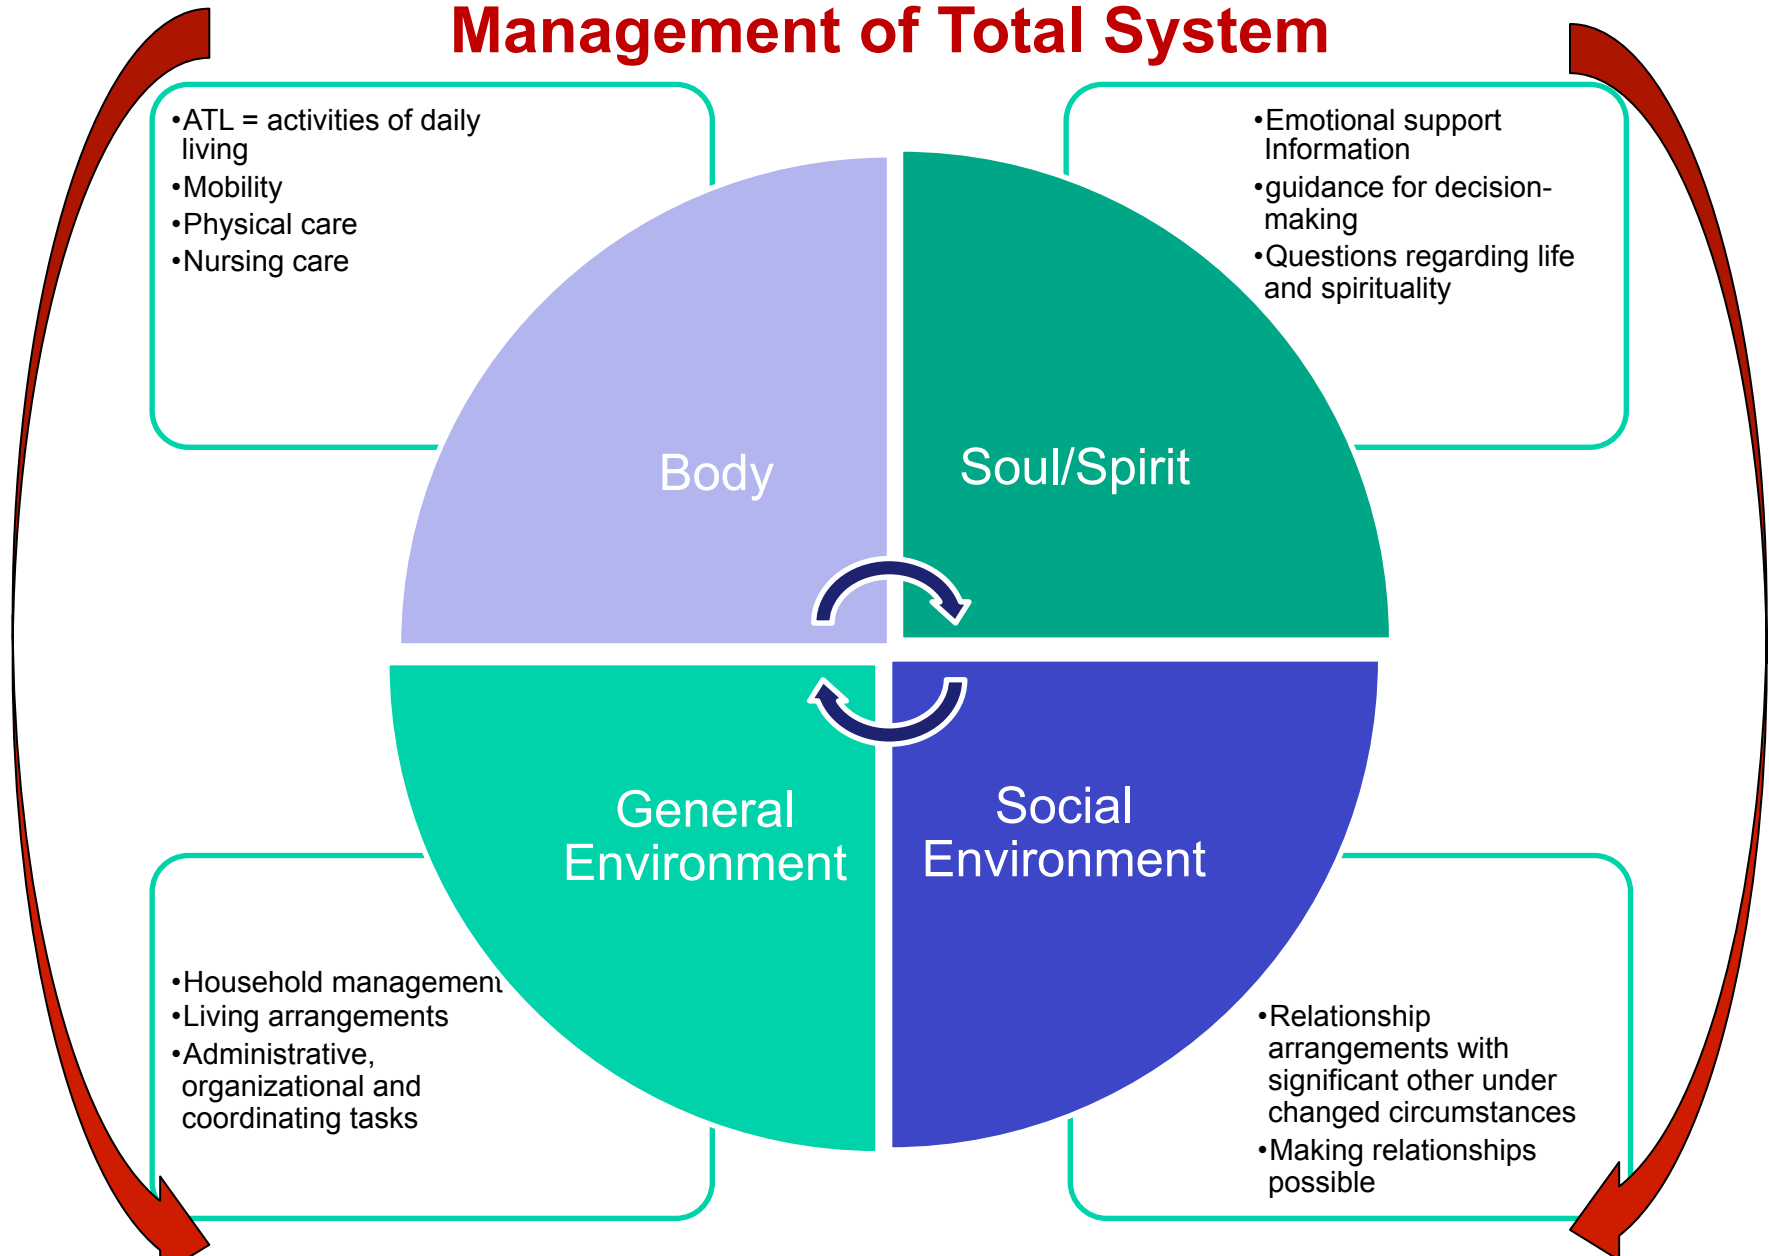 Management of Total System
•ATL = activities of daily
living
•Mobility
•Physical care
•Nursing care
•Emotional support
Information
•guidance for decision-
making
•Questions regarding life
and spirituality
Body
Soul/Spirit
General
Environment
Social
Environment
•Household management
•Living arrangements
•Administrative,
organizational and
coordinating tasks
•Relationship
arrangements with
significant other under
changed circumstances
•Making relationships
possible